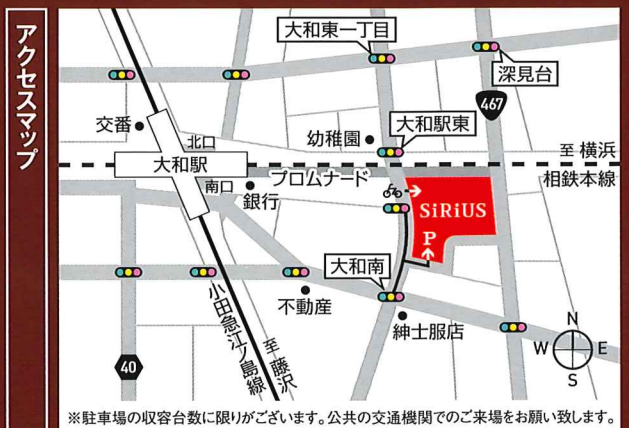 アクセスマップ
大和東一丁目
深見台
467
交番
北口
幼稚園
大和駅東
至 横浜
大和駅
相鉄本線
南口
プロムナード
銀行
SiRiUS
P
大和南
不動産
紳士服店
小田急江ノ島線
至 藤沢
40
N
W
E
S
※駐車場の収容台数に限りがございます。公共の交通機関でのご来場をお願い致します。